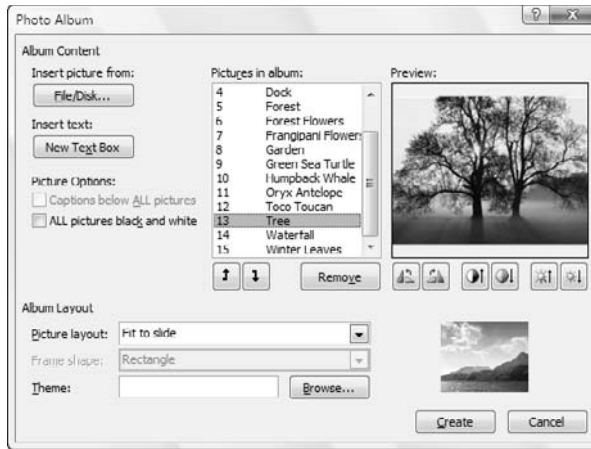 Photo Album
Album Content
Insert picture from:
File/Disk...
Insert text:
New Text Box
Picture Options:
Captions below ALL pictures
ALL pictures black and white
Pictures in album:
4 Dock
5 Forest
6 Forest Flowers
7 Frangipani Flowers
8 Garden
9 Green Sea Turtle
10 Humpback Whale
11 Oryx Antelope
12 Toco Toucan
13 Tree
14 Waterfall
15 Winter Leaves
Remove
Preview:
Album Layout
Picture layout: Fit to slide
Frame shape: Rectangle
Theme:
Browse...
Create
Cancel